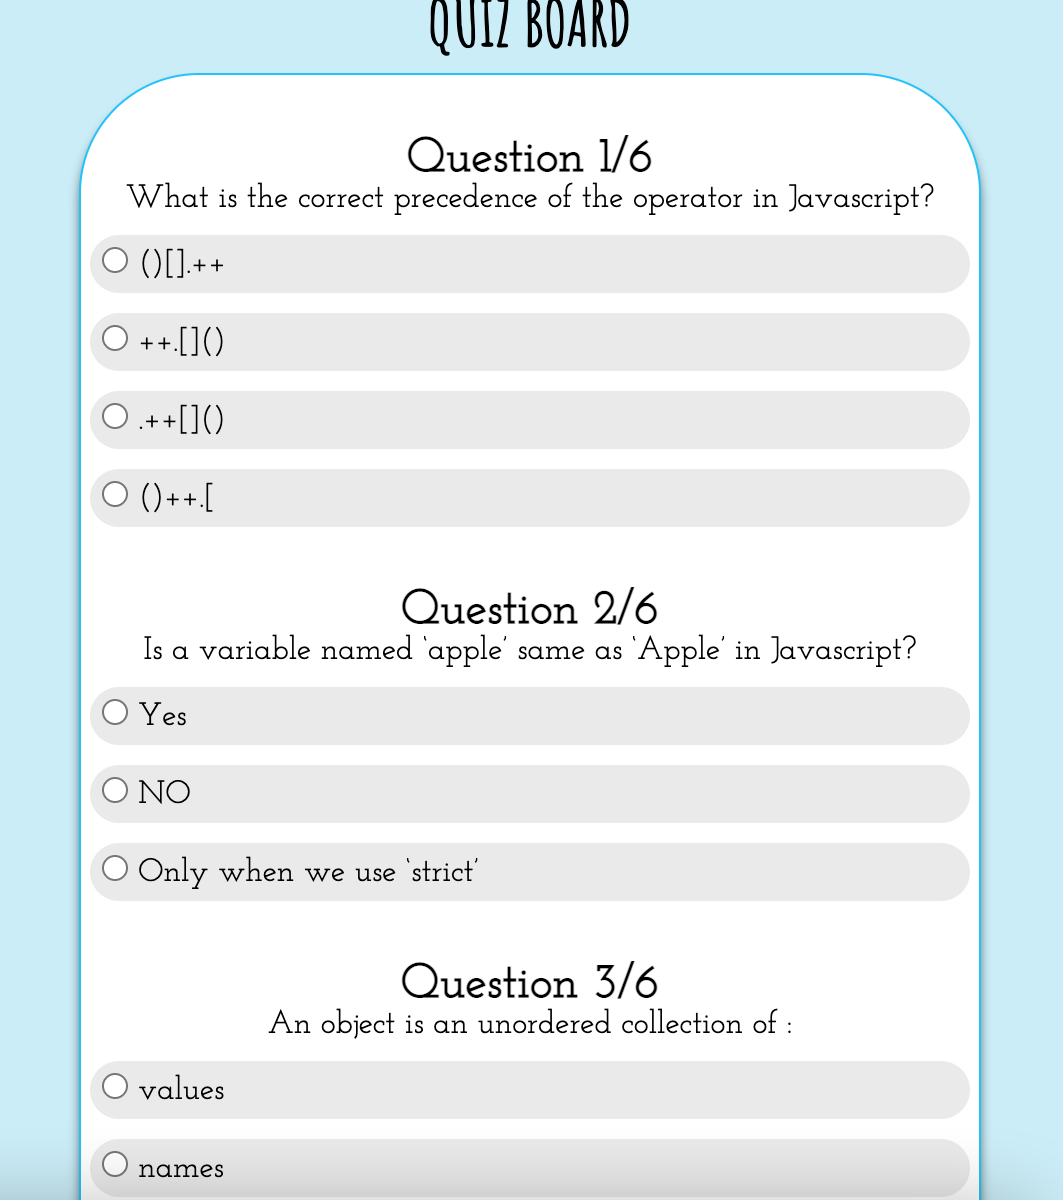 QUIZ BOARD
Question 1/6
What is the correct precedence of the operator in Javascript?
()[].++
++.[]()
.++[]()
()++.[
Question 2/6
Is a variable named ‘apple’ same as ‘Apple’ in Javascript?
Yes
NO
Only when we use ‘strict’
Question 3/6
An object is an unordered collection of :
values
names